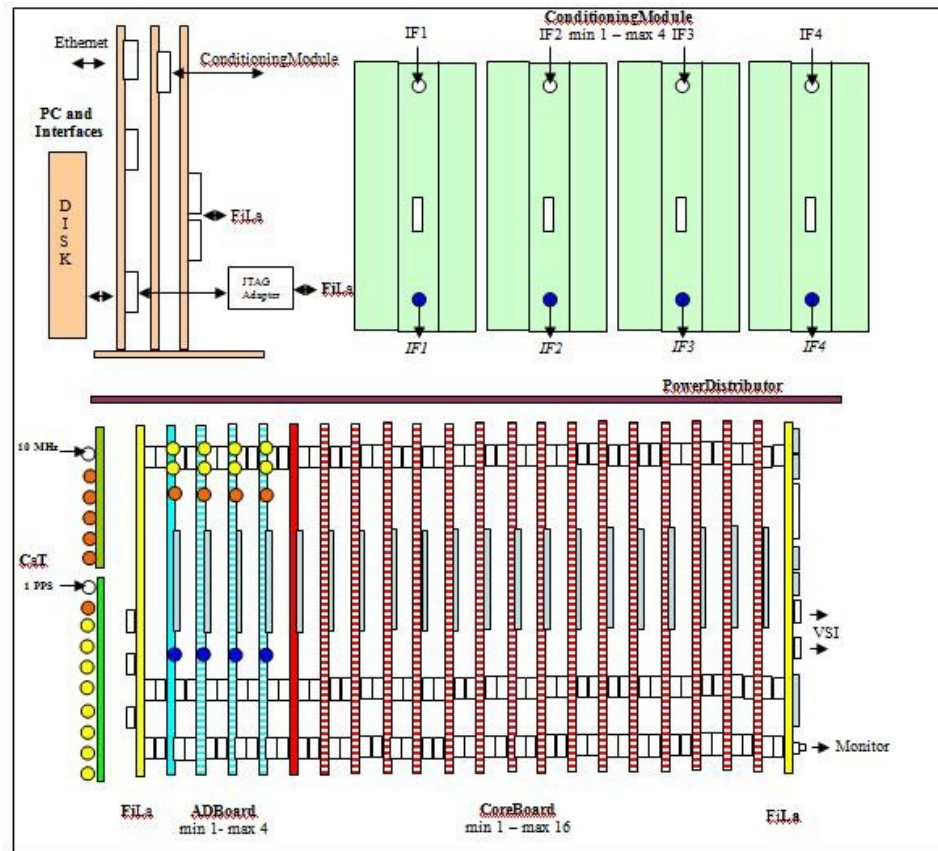 ConditioningModule
min 1 – max 4
IF1
IF2
IF3
IF4
Ethernet
ConditioningModule
PC and
Interfaces
DISK
FiLa
JTAG
Adapter
FiLa
IF1
IF2
IF3
IF4
PowerDistributor
10 MHz
CaT
1 PPS
VSI
Monitor
FiLa
ADBoard
min 1- max 4
CoreBoard
min 1 – max 16
FiLa